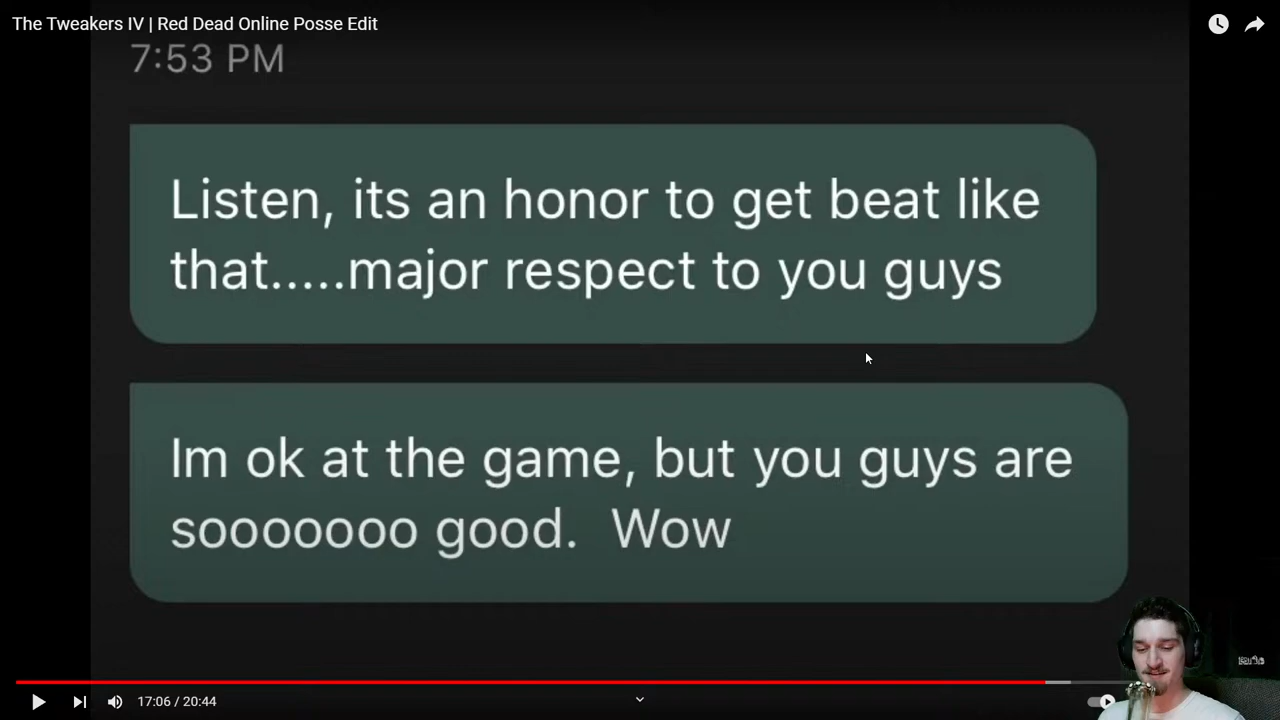 The Tweakers IV | Red Dead Online Posse Edit
7:53 PM
Listen, its an honor to get beat like
that.....major respect to you guys
Im ok at the game, but you guys are
sooooooo good.  Wow
17:06 / 20:44